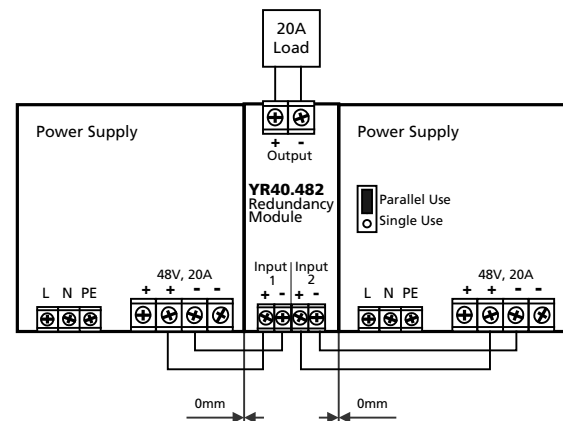 20A
Load
+ -
Output
Power Supply
YR40.482
Redundancy
Module
Power Supply
Parallel Use
Single Use
Input
1
Input
2
+ - + -
L N PE
48V, 20A
+ + - -
L N PE
48V, 20A
+ + - -
0mm
0mm